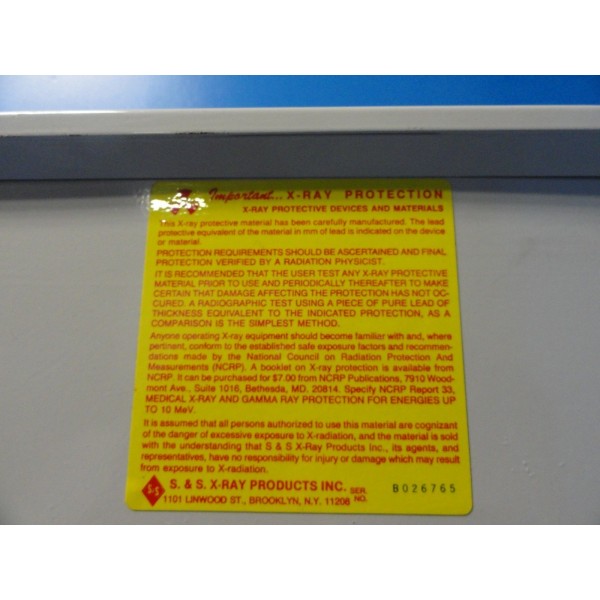 Important... X-RAY PROTECTION
X-RAY PROTECTIVE DEVICES AND MATERIALS
This X-ray protective material has been carefully manufactured. The lead
protective equivalent of the material in mm of lead is indicated on the device
or material.
PROTECTION REQUIREMENTS SHOULD BE ASCERTAINED AND FINAL
PROTECTION VERIFIED BY A RADIATION PHYSICIST.
IT IS RECOMMENDED THAT THE USER TEST ANY X-RAY PROTECTIVE
MATERIAL PRIOR TO USE AND PERIODICALLY THEREAFTER TO MAKE
CERTAIN THAT DAMAGE AFFECTING THE PROTECTION HAS NOT OC-
CURED. A RADIOGRAPHIC TEST USING A PIECE OF PURE LEAD OF
THICKNESS EQUIVALENT TO THE INDICATED PROTECTION, AS A
COMPARISON IS THE SIMPLEST METHOD.
Anyone operating X-ray equipment should become familiar with and, where
pertinent, conform to the established safe exposure factors and recommen-
dations made by the National Council on Radiation Protection And
Measurements (NCRP). A booklet on X-ray protection is available from
NCRP. It can be purchased for $7.00 from NCRP Publications, 7910 Wood-
mont Ave., Suite 1016, Bethesda, MD. 20814. Specify NCRP Report 33,
MEDICAL X-RAY AND GAMMA RAY PROTECTION FOR ENERGIES UP
TO 10 MeV.
It is assumed that all persons authorized to use this material are cognizant
of the danger of excessive exposure to X-radiation, and the material is sold
with the understanding that S & S X-Ray Products Inc., its agents, and
representatives, have no responsibility for injury or damage which may result
from exposure to X-radiation.
S&S S. & S. X-RAY PRODUCTS INC. SER. NO. B026765
1101 LINWOOD ST., BROOKLYN, N.Y. 11208